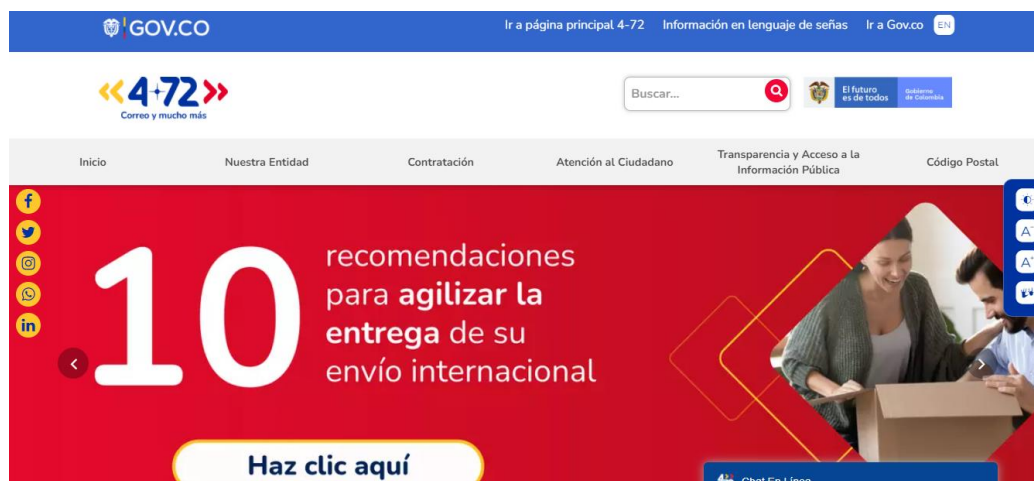 GOV.CO
Ir a página principal 4-72 Información en lenguaje de señas Ir a Gov.co EN
4-72
Correo y mucho más
Buscar...
El futuro
es de todos
Gobierno
de Colombia
Inicio Nuestra Entidad Contratación Atención al Ciudadano Transparencia y Acceso a la Información Pública Código Postal
10
recomendaciones
para agilizar la
entrega de su
envío internacional
Haz clic aquí
Chat En Línea
A-
A+